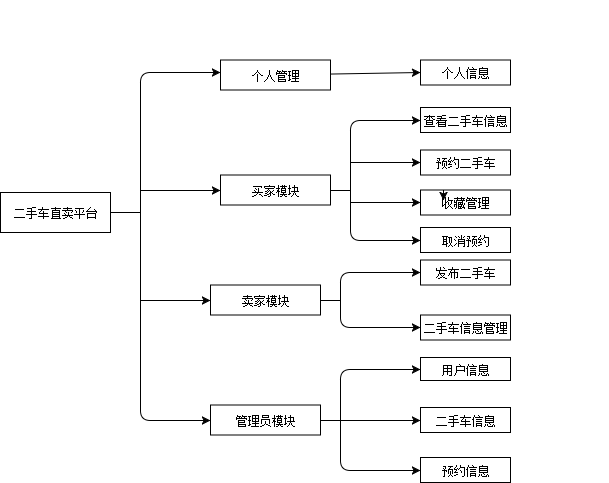 个人管理
个人信息
查看二手车信息
预约二手车
买家模块
收藏管理
二手车直卖平台
取消预约
发布二手车
卖家模块
二手车信息管理
用户信息
管理员模块
二手车信息
预约信息